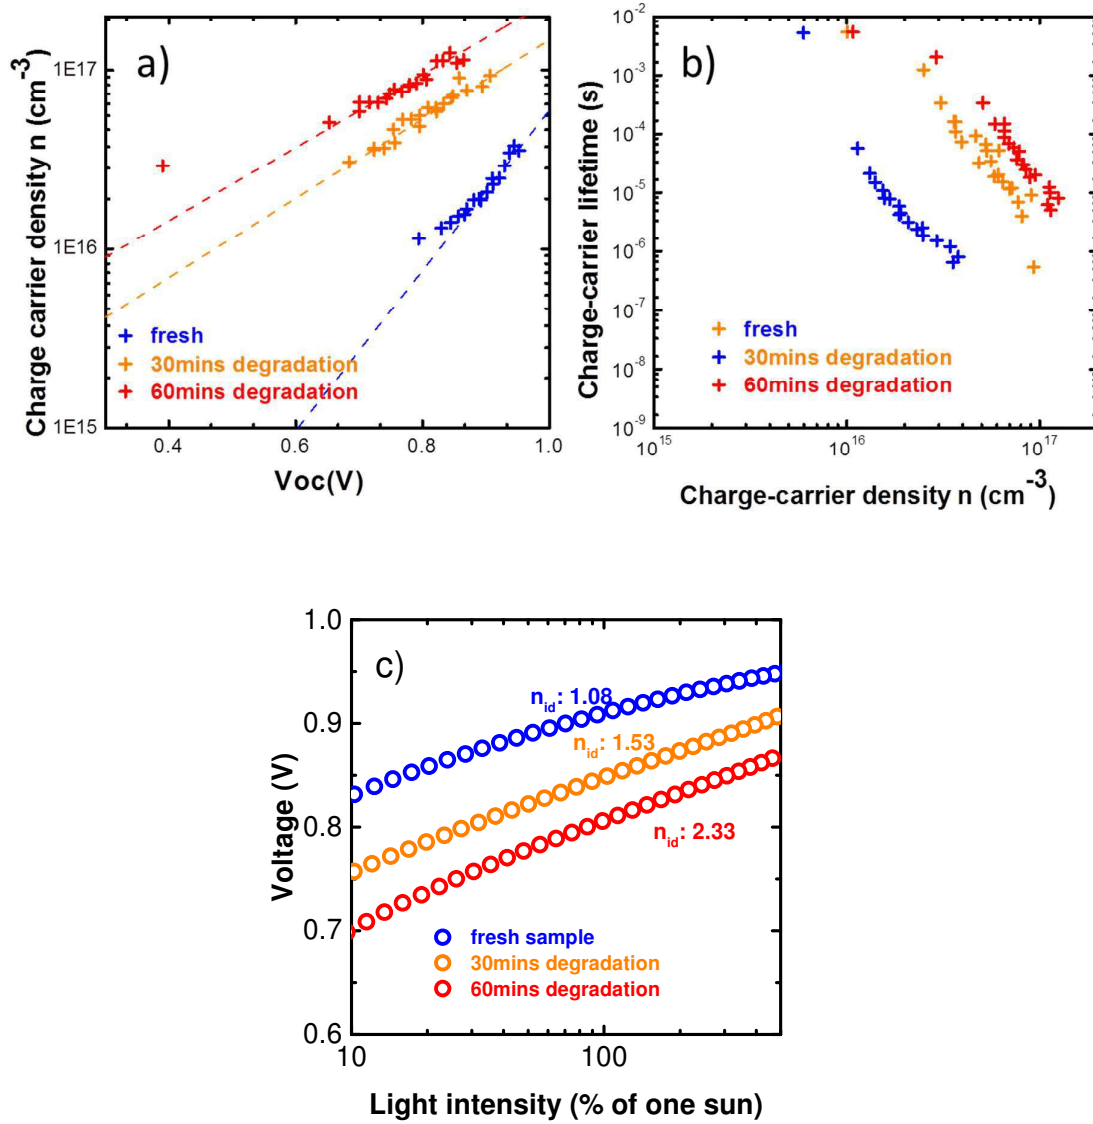 a)
Charge carrier density n (cm⁻³)
1E17
1E16
1E15
fresh
30mins degradation
60mins degradation
0.4
0.6
0.8
1.0
Voc(V)
b)
Charge-carrier lifetime (s)
10⁻²
10⁻³
10⁻⁴
10⁻⁵
10⁻⁶
10⁻⁷
10⁻⁸
10⁻⁹
fresh
30mins degradation
60mins degradation
10¹⁵
10¹⁶
10¹⁷
Charge-carrier density n (cm⁻³)
c)
Voltage (V)
1.0
0.9
0.8
0.7
0.6
n_id: 1.08
n_id: 1.53
n_id: 2.33
fresh sample
30mins degradation
60mins degradation
10
100
Light intensity (% of one sun)